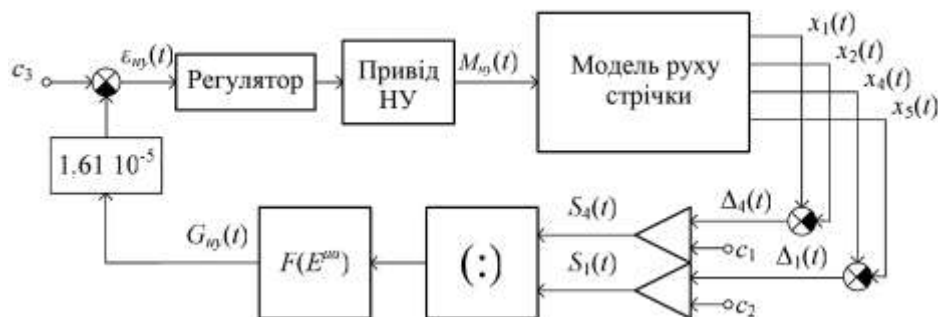 x₁(t)
x₂(t)
x₄(t)
x₅(t)
c₃
εну(t)
Регулятор
Привід
НУ
Mну(t)
Модель руху
стрічки
1.61 10⁻⁵
Gну(t)
F(Eшп)
(:)
S₄(t)
S₁(t)
Δ₄(t)
c₁
Δ₁(t)
c₂